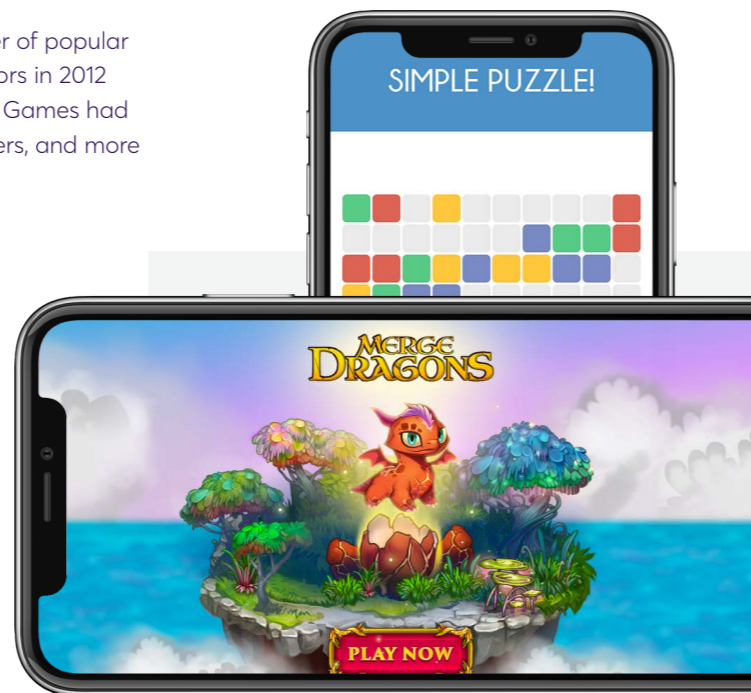 er of popular
ors in 2012
Games had
ers, and more
SIMPLE PUZZLE!
MERGE
DRAGONS
PLAY NOW